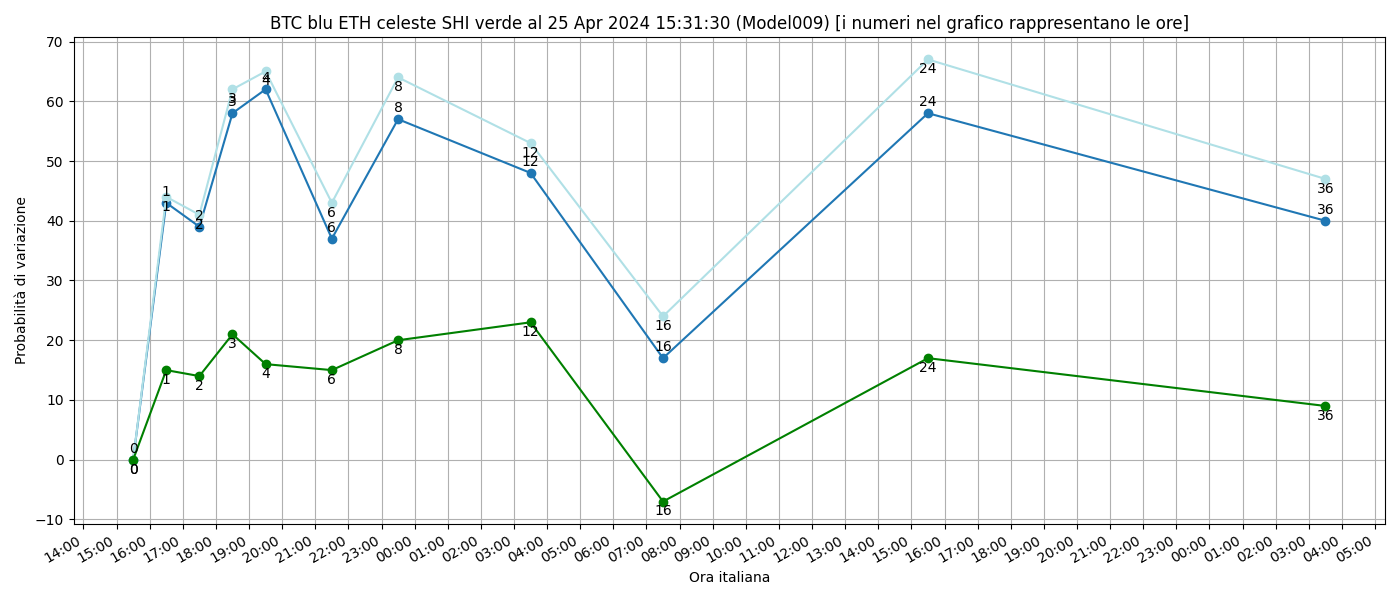 BTC blu ETH celeste SHI verde al 25 Apr 2024 15:31:30 (Model009) [i numeri nel grafico rappresentano le ore]
Probabilità di variazione
70
60
50
40
30
20
10
0
−10
0 1 2 3 4 6 8 12 16 24 36
0 1 2 3 4 6 8 12 16 24 36
0 1 2 3 4 6 8 12 16 24 36
14:00 15:00 16:00 17:00 18:00 19:00 20:00 21:00 22:00 23:00 00:00 01:00 02:00 03:00 04:00 05:00 06:00 07:00 08:00 09:00 10:00 11:00 12:00 13:00 14:00 15:00 16:00 17:00 18:00 19:00 20:00 21:00 22:00 23:00 00:00 01:00 02:00 03:00 04:00 05:00
Ora italiana